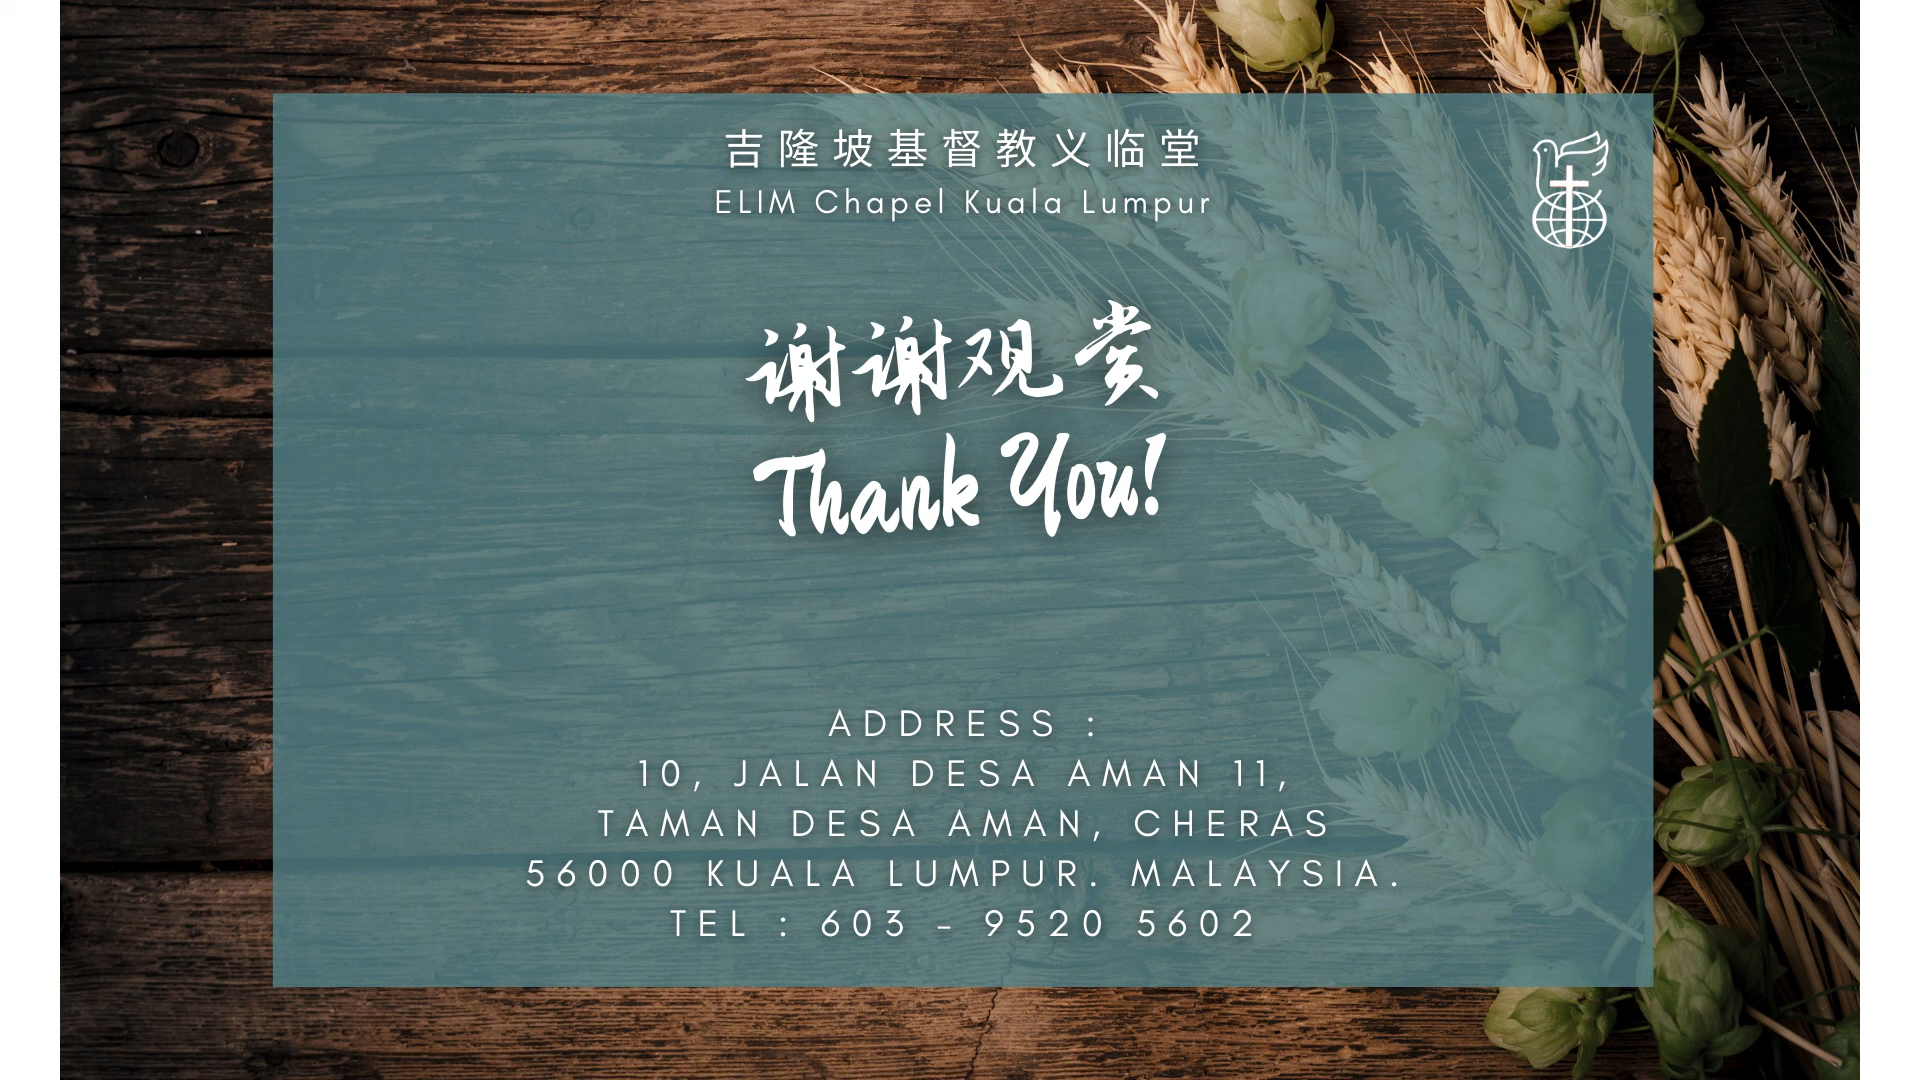 吉隆坡基督教义临堂
ELIM Chapel Kuala Lumpur
谢谢观赏
Thank You!
ADDRESS :
10, JALAN DESA AMAN 11,
TAMAN DESA AMAN, CHERAS
56000 KUALA LUMPUR. MALAYSIA.
TEL : 603 - 9520 5602